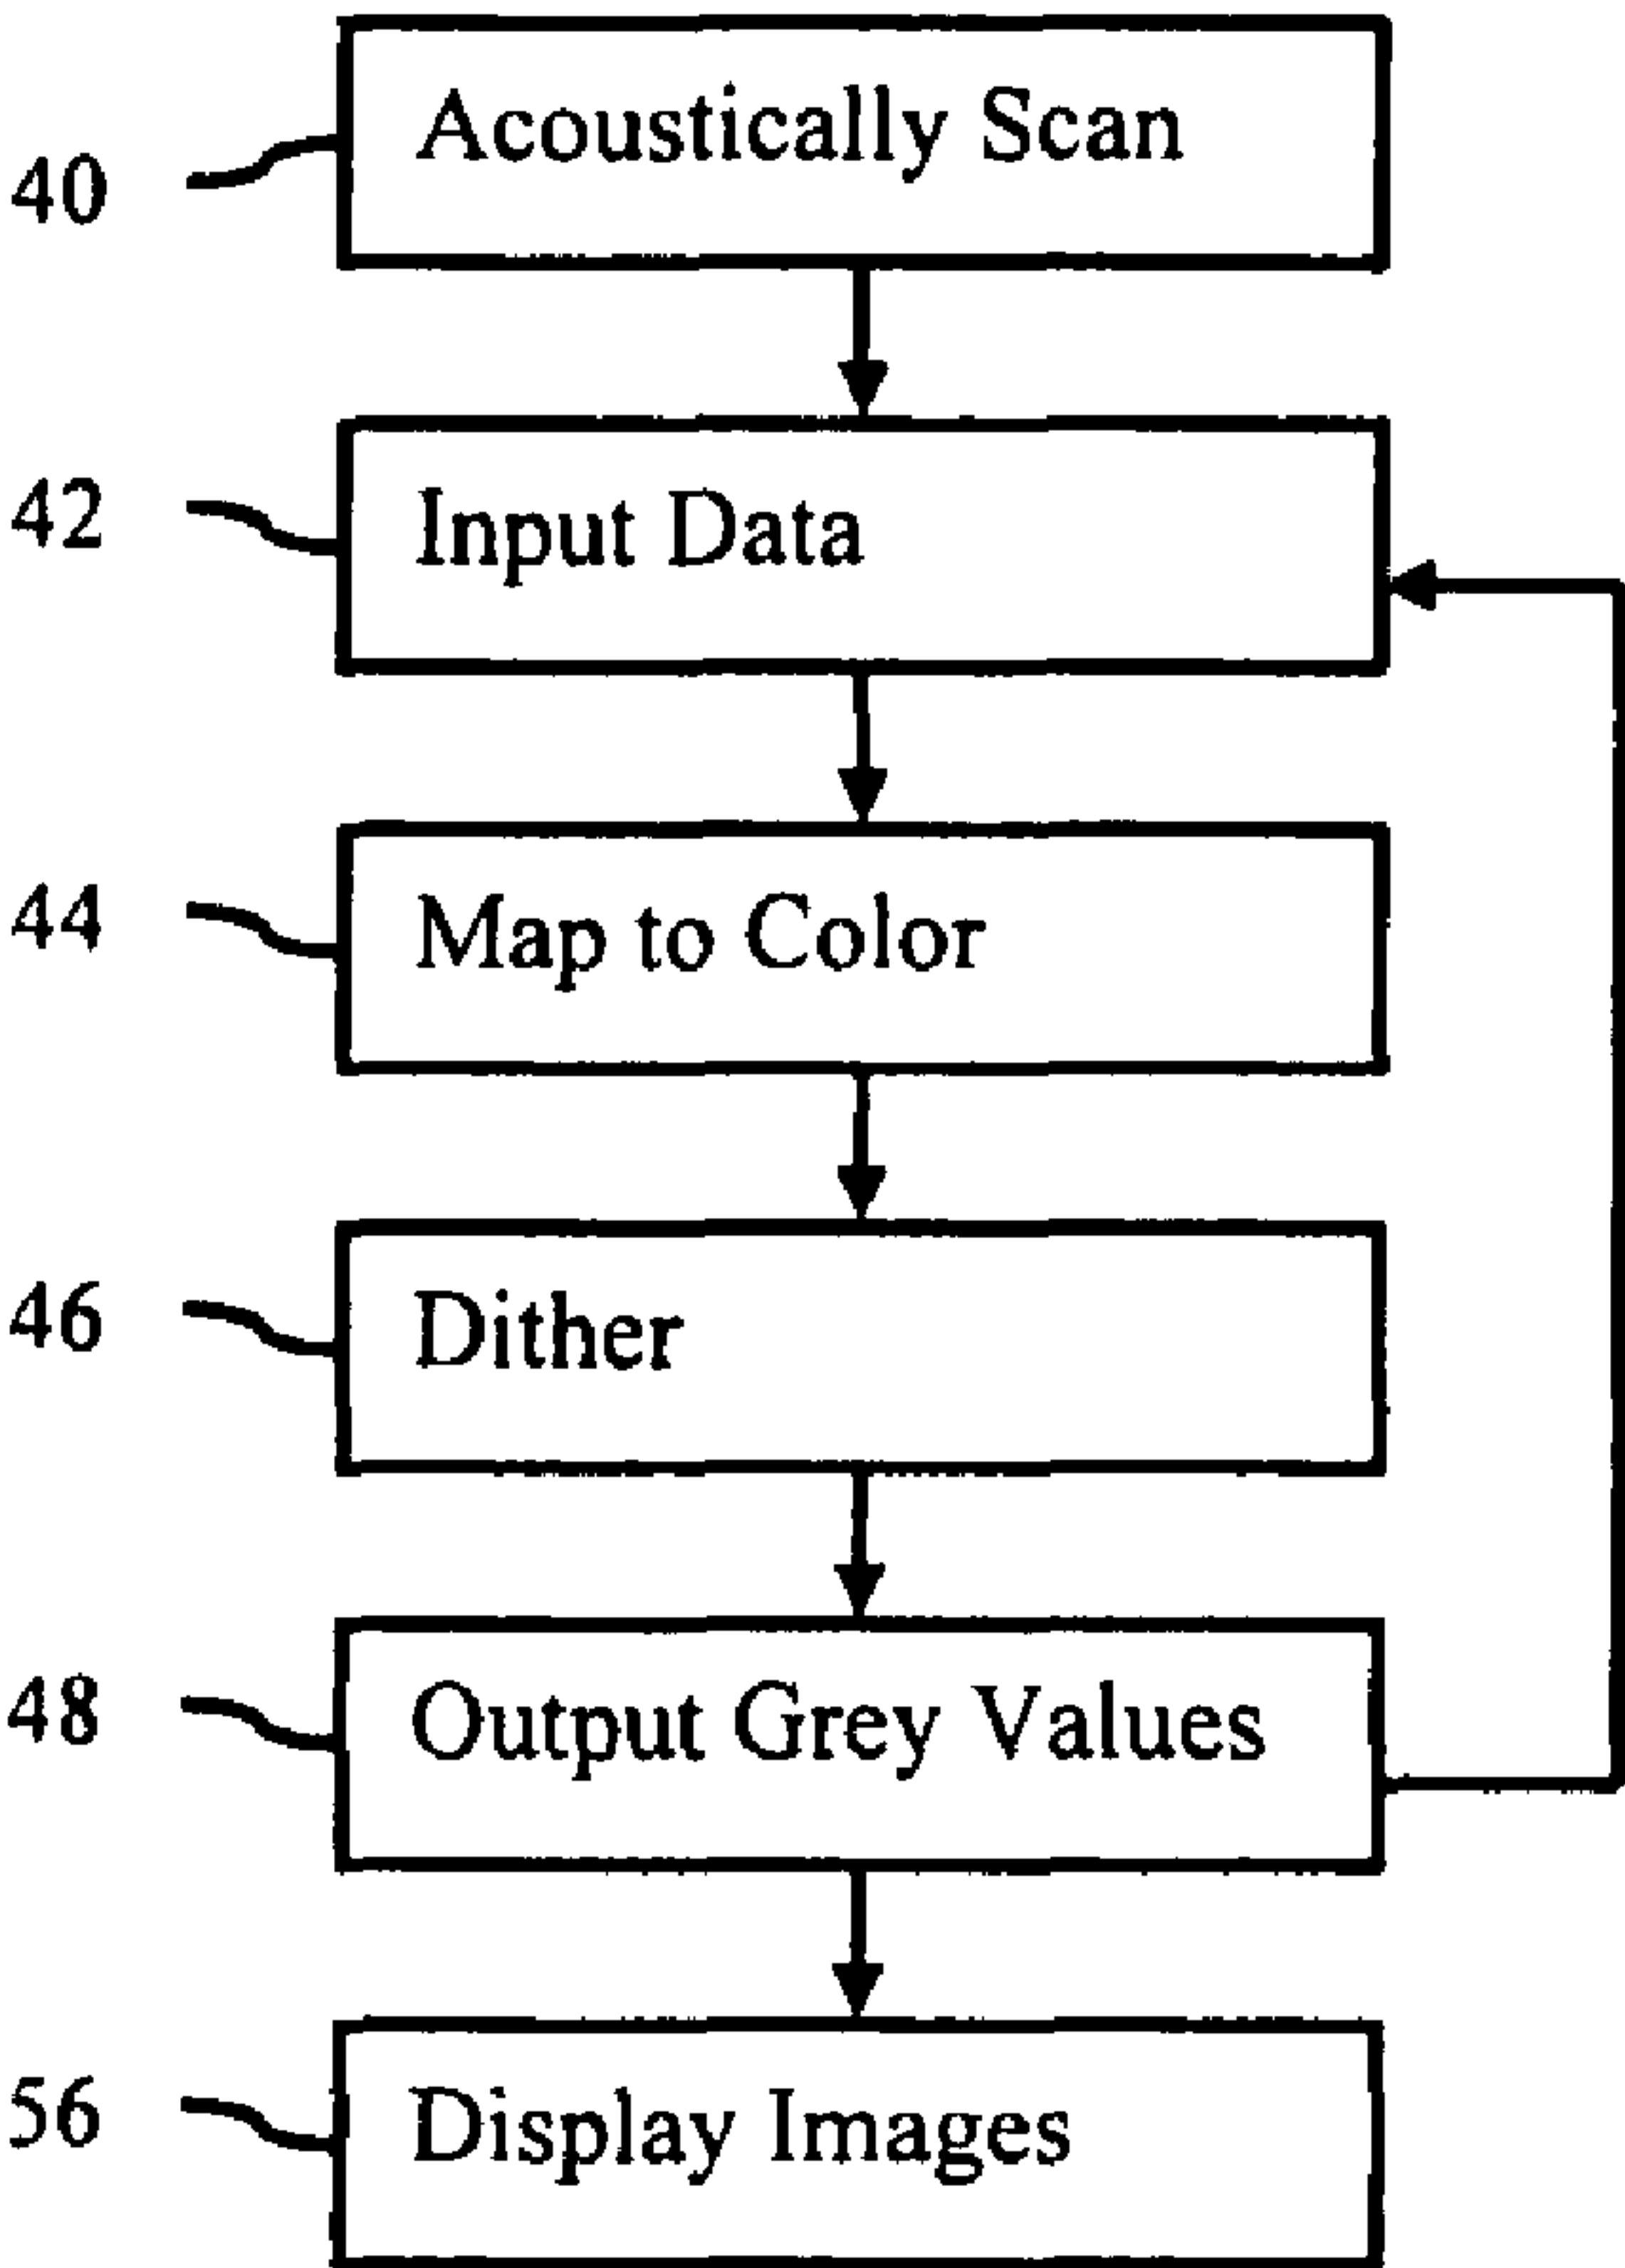 Acoustically Scan
40
Input Data
42
Map to Color
44
Dither
46
Output Grey Values
48
Display Images
56